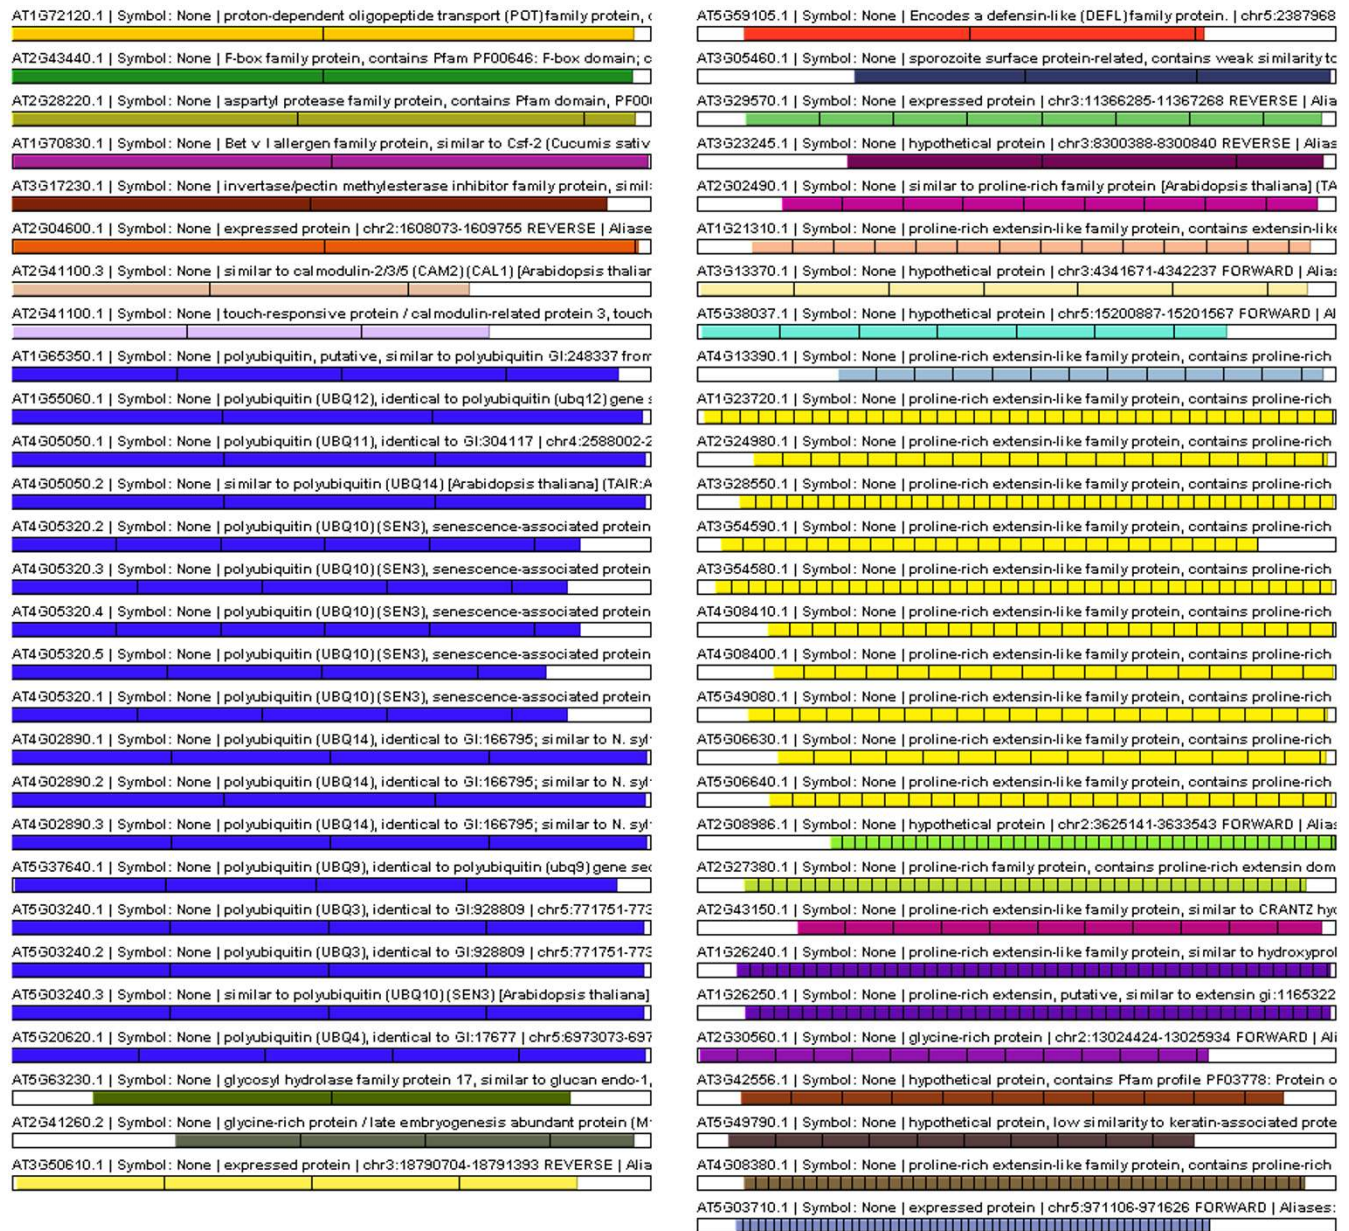 AT1G72120.1 | Symbol: None | proton-dependent oligopeptide transport (POT) family protein,
AT2G43440.1 | Symbol: None | F-box family protein, contains Pfam PF00646: F-box domain; c
AT2G28220.1 | Symbol: None | aspartyl protease family protein, contains Pfam domain, PF00
AT1G70830.1 | Symbol: None | Bet v I allergen family protein, similar to Csf-2 (Cucumis sativ
AT3G17230.1 | Symbol: None | invertase/pectin methylesterase inhibitor family protein, simil
AT2G04600.1 | Symbol: None | expressed protein | chr2:1608073-1609755 REVERSE | Aliase
AT2G41100.3 | Symbol: None | similar to calmodulin-2/3/5 (CAM2) (CAL1) [Arabidopsis thalian
AT2G41100.1 | Symbol: None | touch-responsive protein / calmodulin-related protein 3, touch
AT1G65350.1 | Symbol: None | polyubiquitin, putative, similar to polyubiquitin GI:248337 from
AT1G55060.1 | Symbol: None | polyubiquitin (UBQ12), identical to polyubiquitin (ubq12) gene s
AT4G05050.1 | Symbol: None | polyubiquitin (UBQ11), identical to GI:304117 | chr4:2588002-2
AT4G05050.2 | Symbol: None | similar to polyubiquitin (UBQ14) [Arabidopsis thaliana] (TAIR:A
AT4G05320.2 | Symbol: None | polyubiquitin (UBQ10) (SEN3), senescence-associated protein
AT4G05320.3 | Symbol: None | polyubiquitin (UBQ10) (SEN3), senescence-associated protein
AT4G05320.4 | Symbol: None | polyubiquitin (UBQ10) (SEN3), senescence-associated protein
AT4G05320.5 | Symbol: None | polyubiquitin (UBQ10) (SEN3), senescence-associated protein
AT4G05320.1 | Symbol: None | polyubiquitin (UBQ10) (SEN3), senescence-associated protein
AT4G02890.1 | Symbol: None | polyubiquitin (UBQ14), identical to GI:166795; similar to N. syl
AT4G02890.2 | Symbol: None | polyubiquitin (UBQ14), identical to GI:166795; similar to N. syl
AT4G02890.3 | Symbol: None | polyubiquitin (UBQ14), identical to GI:166795; similar to N. syl
AT5G37640.1 | Symbol: None | polyubiquitin (UBQ9), identical to polyubiquitin (ubq9) gene sec
AT5G03240.1 | Symbol: None | polyubiquitin (UBQ3), identical to GI:928809 | chr5:771751-773
AT5G03240.2 | Symbol: None | polyubiquitin (UBQ3), identical to GI:928809 | chr5:771751-773
AT5G03240.3 | Symbol: None | similar to polyubiquitin (UBQ10) (SEN3) [Arabidopsis thaliana]
AT5G20620.1 | Symbol: None | polyubiquitin (UBQ4), identical to GI:17677 | chr5:6973073-697
AT5G63230.1 | Symbol: None | glycosyl hydrolase family protein 17, similar to glucan endo-1,
AT2G41260.2 | Symbol: None | glycine-rich protein / late embryogenesis abundant protein (M
AT3G50610.1 | Symbol: None | expressed protein | chr3:18790704-18791393 REVERSE | Alia
AT5G59105.1 | Symbol: None | Encodes a defensin-like (DEFL) family protein. | chr5:2387968
AT3G05460.1 | Symbol: None | sporozoite surface protein-related, contains weak similarity to
AT3G29570.1 | Symbol: None | expressed protein | chr3:11366285-11367268 REVERSE | Alia
AT3G23245.1 | Symbol: None | hypothetical protein | chr3:8300388-8300840 REVERSE | Alias
AT2G02490.1 | Symbol: None | similar to proline-rich family protein [Arabidopsis thaliana] (TA
AT1G21310.1 | Symbol: None | proline-rich extensin-like family protein, contains extensin-like
AT3G13370.1 | Symbol: None | hypothetical protein | chr3:4341671-4342237 FORWARD | Alias
AT5G38037.1 | Symbol: None | hypothetical protein | chr5:15200887-15201567 FORWARD | Al
AT4G13390.1 | Symbol: None | proline-rich extensin-like family protein, contains proline-rich
AT1G23720.1 | Symbol: None | proline-rich extensin-like family protein, contains proline-rich
AT2G24980.1 | Symbol: None | proline-rich extensin-like family protein, contains proline-rich
AT3G28550.1 | Symbol: None | proline-rich extensin-like family protein, contains proline-rich
AT3G54590.1 | Symbol: None | proline-rich extensin-like family protein, contains proline-rich
AT3G54580.1 | Symbol: None | proline-rich extensin-like family protein, contains proline-rich
AT4G08410.1 | Symbol: None | proline-rich extensin-like family protein, contains proline-rich
AT4G08400.1 | Symbol: None | proline-rich extensin-like family protein, contains proline-rich
AT5G49080.1 | Symbol: None | proline-rich extensin-like family protein, contains proline-rich
AT5G06630.1 | Symbol: None | proline-rich extensin-like family protein, contains proline-rich
AT5G06640.1 | Symbol: None | proline-rich extensin-like family protein, contains proline-rich
AT2G08986.1 | Symbol: None | hypothetical protein | chr2:3625141-3633543 FORWARD | Alias
AT2G27380.1 | Symbol: None | proline-rich family protein, contains proline-rich extensin dom
AT2G43150.1 | Symbol: None | proline-rich extensin-like family protein, similar to CRANTZ hyd
AT1G26240.1 | Symbol: None | proline-rich extensin-like family protein, similar to hydroxyprol
AT1G26250.1 | Symbol: None | proline-rich extensin, putative, similar to extensin gi:1165322
AT2G30560.1 | Symbol: None | glycine-rich protein | chr2:13024424-13025934 FORWARD | Ali
AT3G42556.1 | Symbol: None | hypothetical protein, contains Pfam profile PF03778: Protein o
AT5G49790.1 | Symbol: None | hypothetical protein, low similarity to keratin-associated prote
AT4G08380.1 | Symbol: None | proline-rich extensin-like family protein, contains proline-rich
AT5G03710.1 | Symbol: None | expressed protein | chr5:971106-971626 FORWARD | Aliases: